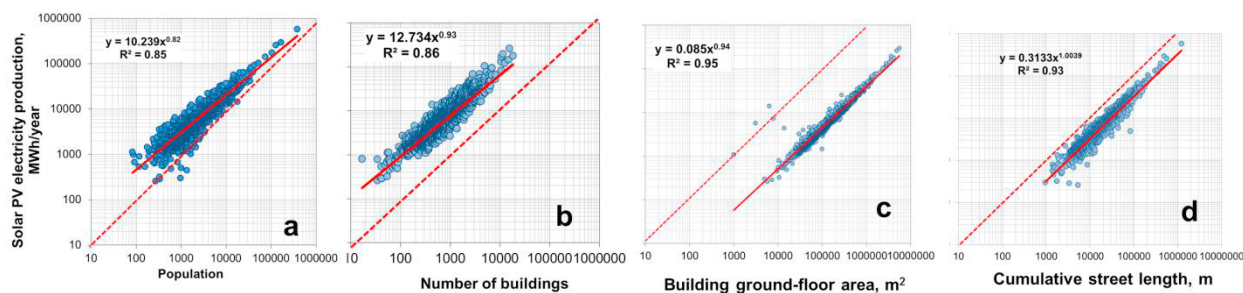 Solar PV electricity production, MWh/year
1000000
100000
10000
1000
100
10
y = 10.239x^0.82
R² = 0.85
a
10 100 1000 10000 100000 1000000
Population
y = 12.734x^0.93
R² = 0.86
b
10 100 1000 10000 100000 1000000
Number of buildings
y = 0.085x^0.94
R² = 0.95
c
10 100 1000 10000 100000 1000000
Building ground-floor area, m²
y = 0.3133x^1.0039
R² = 0.93
d
10 100 1000 10000 100000 1000000
Cumulative street length, m